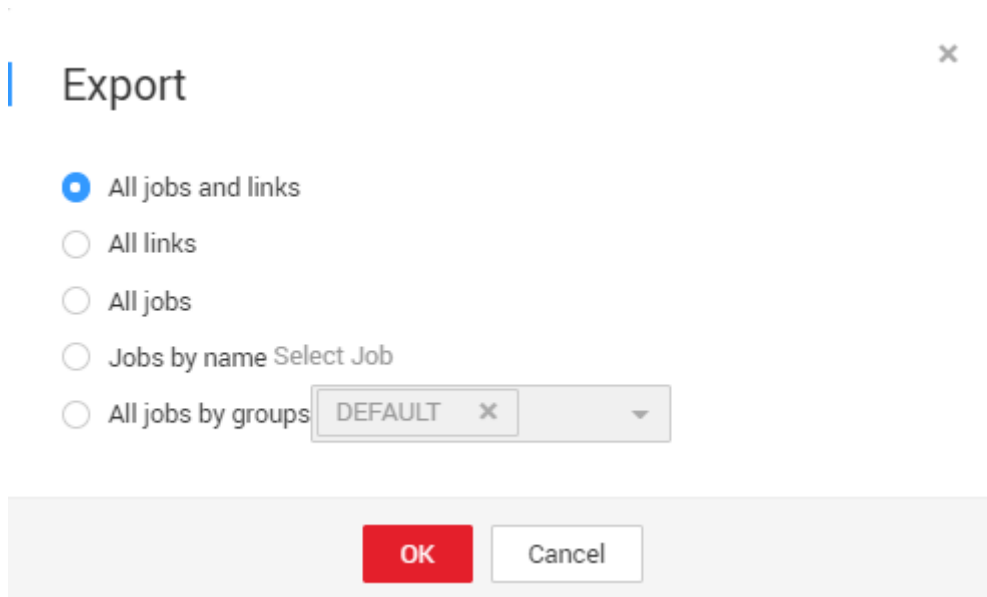 Export
All jobs and links
All links
All jobs
Jobs by name Select Job
All jobs by groups DEFAULT
OK Cancel